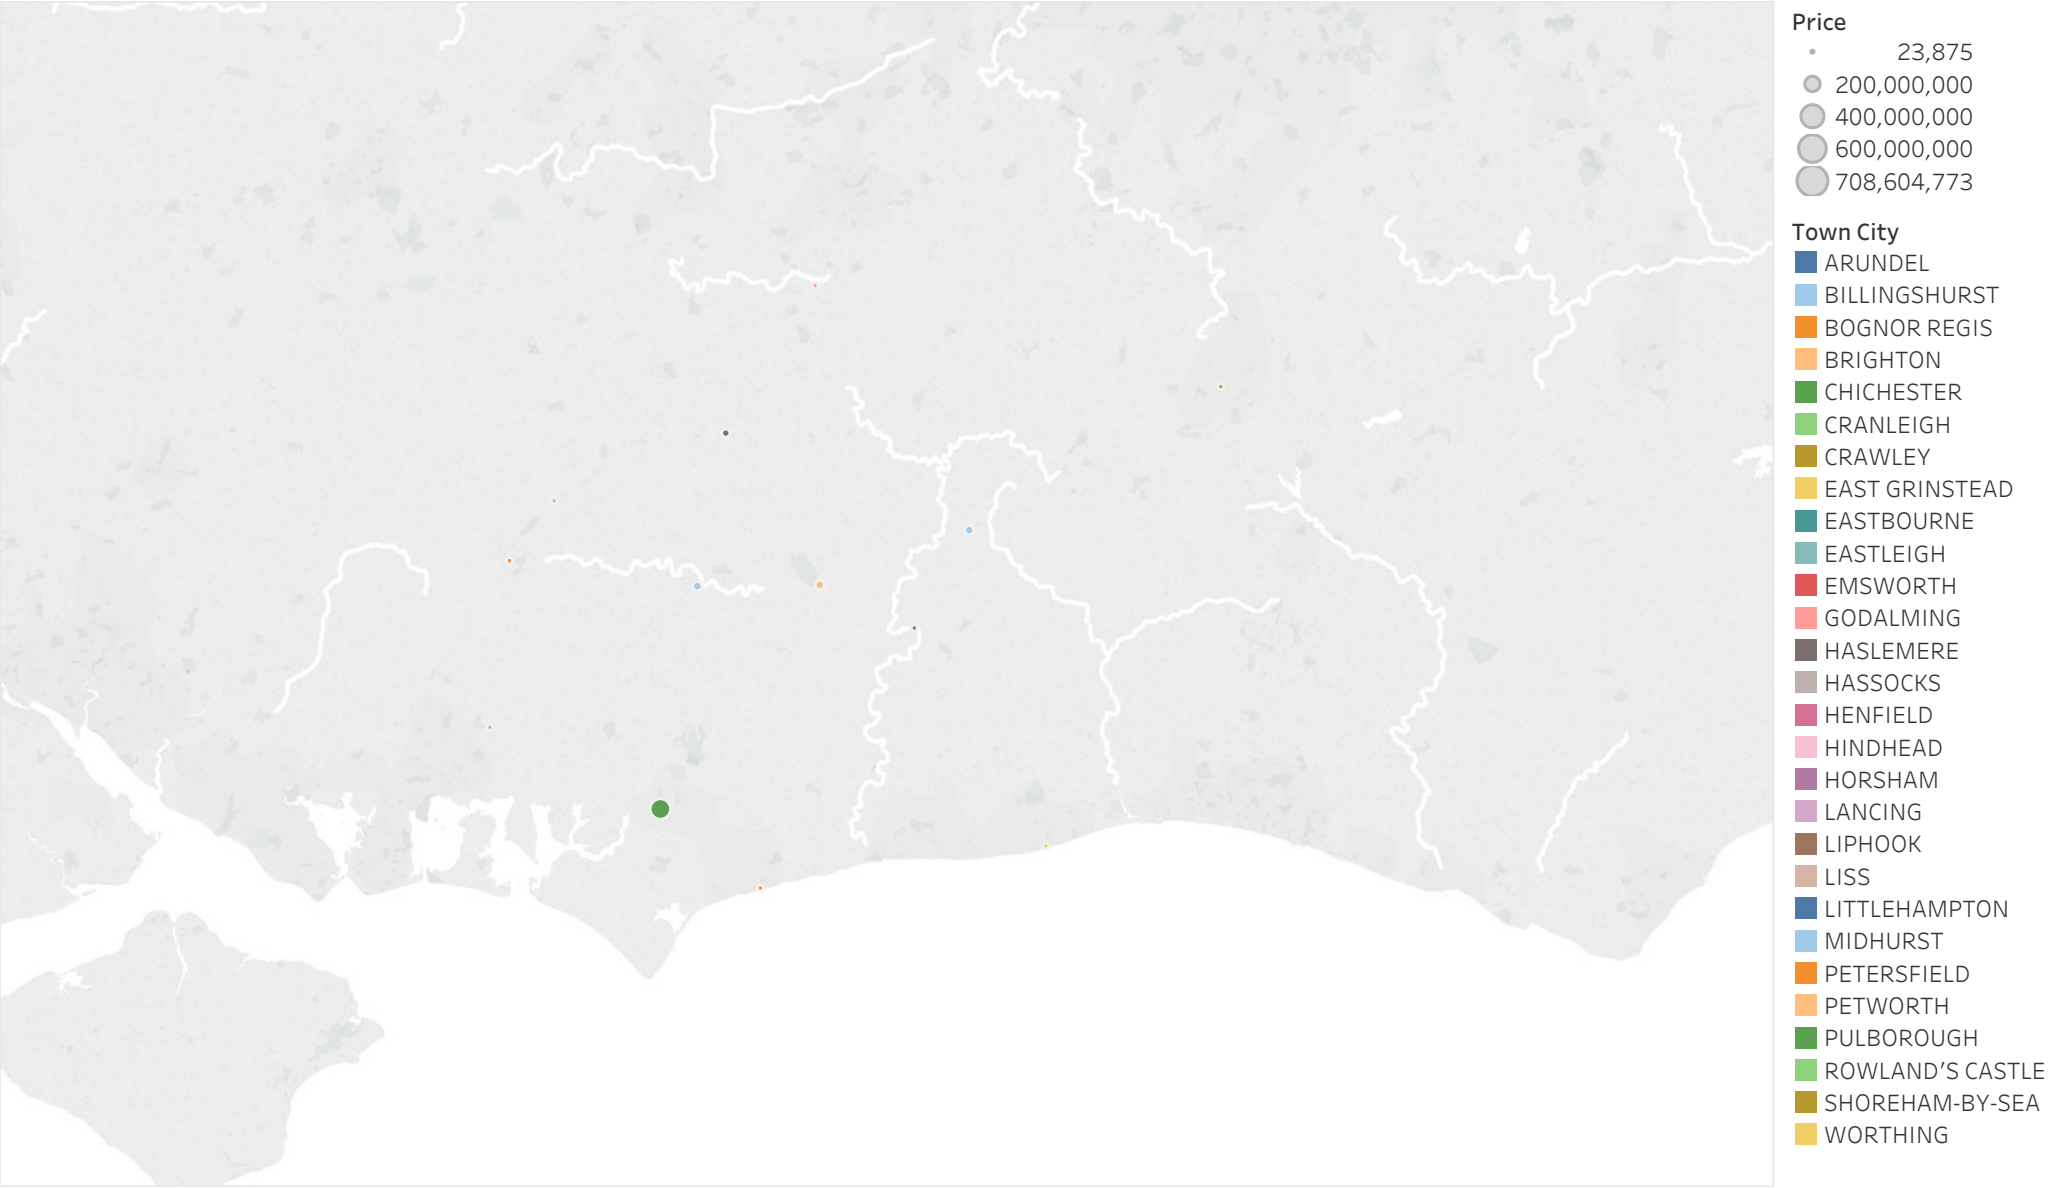 Price
23,875
200,000,000
400,000,000
600,000,000
708,604,773
Town City
ARUNDEL
BILLINGSHURST
BOGNOR REGIS
BRIGHTON
CHICHESTER
CRANLEIGH
CRAWLEY
EAST GRINSTEAD
EASTBOURNE
EASTLEIGH
EMSWORTH
GODALMING
HASLEMERE
HASSOCKS
HENFIELD
HINDHEAD
HORSHAM
LANCING
LIPHOOK
LISS
LITTLEHAMPTON
MIDHURST
PETERSFIELD
PETWORTH
PULBOROUGH
ROWLAND'S CASTLE
SHOREHAM-BY-SEA
WORTHING